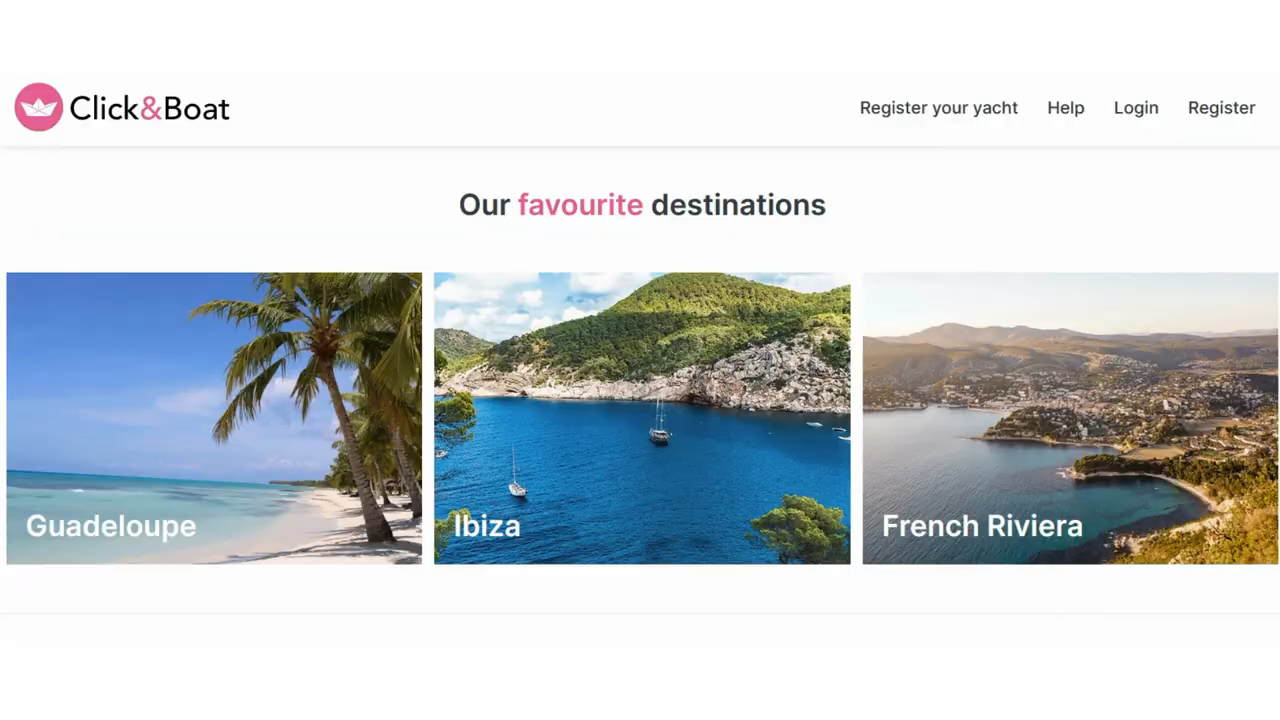 Click&Boat
Register your yacht
Help
Login
Register
Our favourite destinations
Guadeloupe
Ibiza
French Riviera